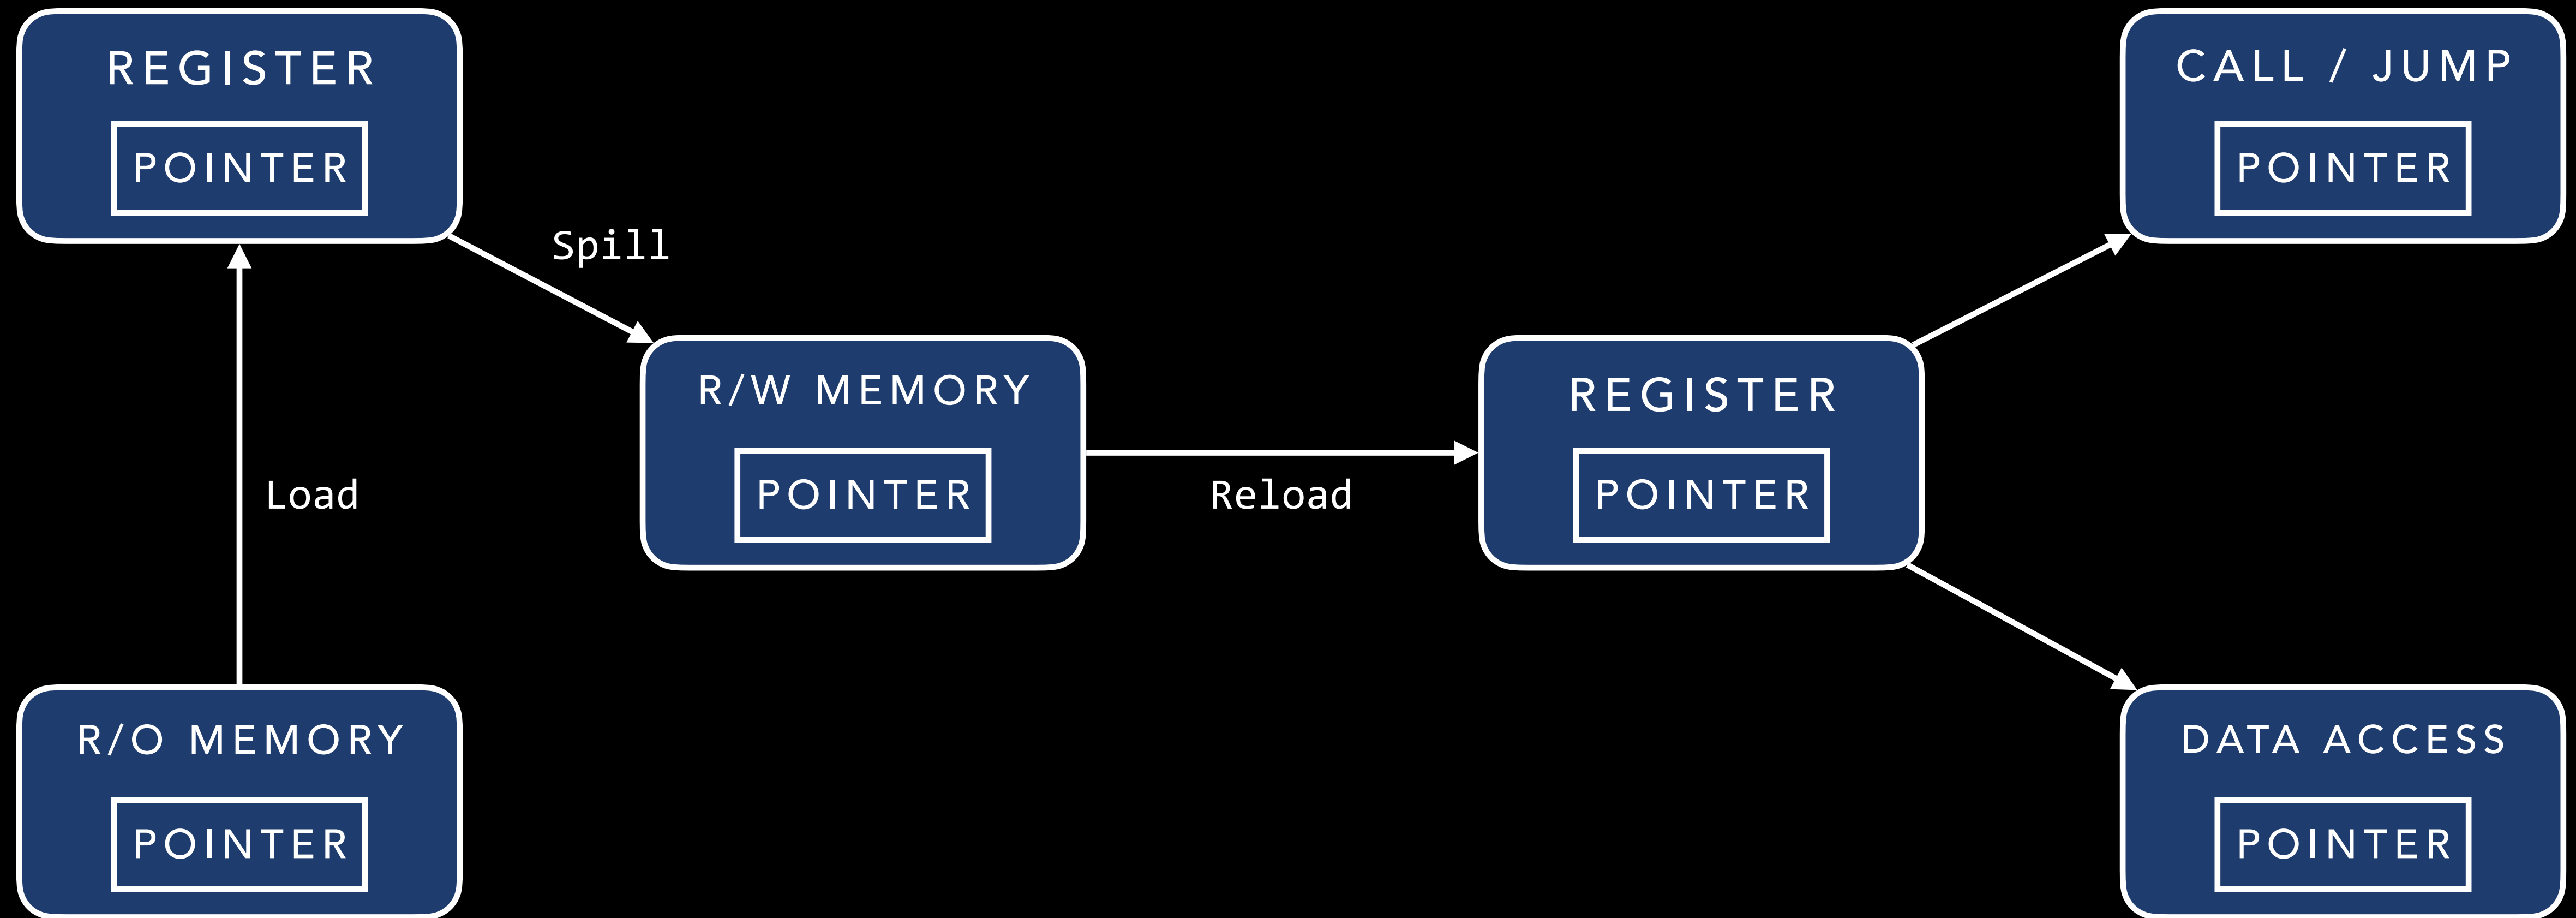 REGISTER
POINTER
CALL / JUMP
POINTER
Spill
R/W MEMORY
POINTER
REGISTER
POINTER
Load
Reload
R/O MEMORY
POINTER
DATA ACCESS
POINTER